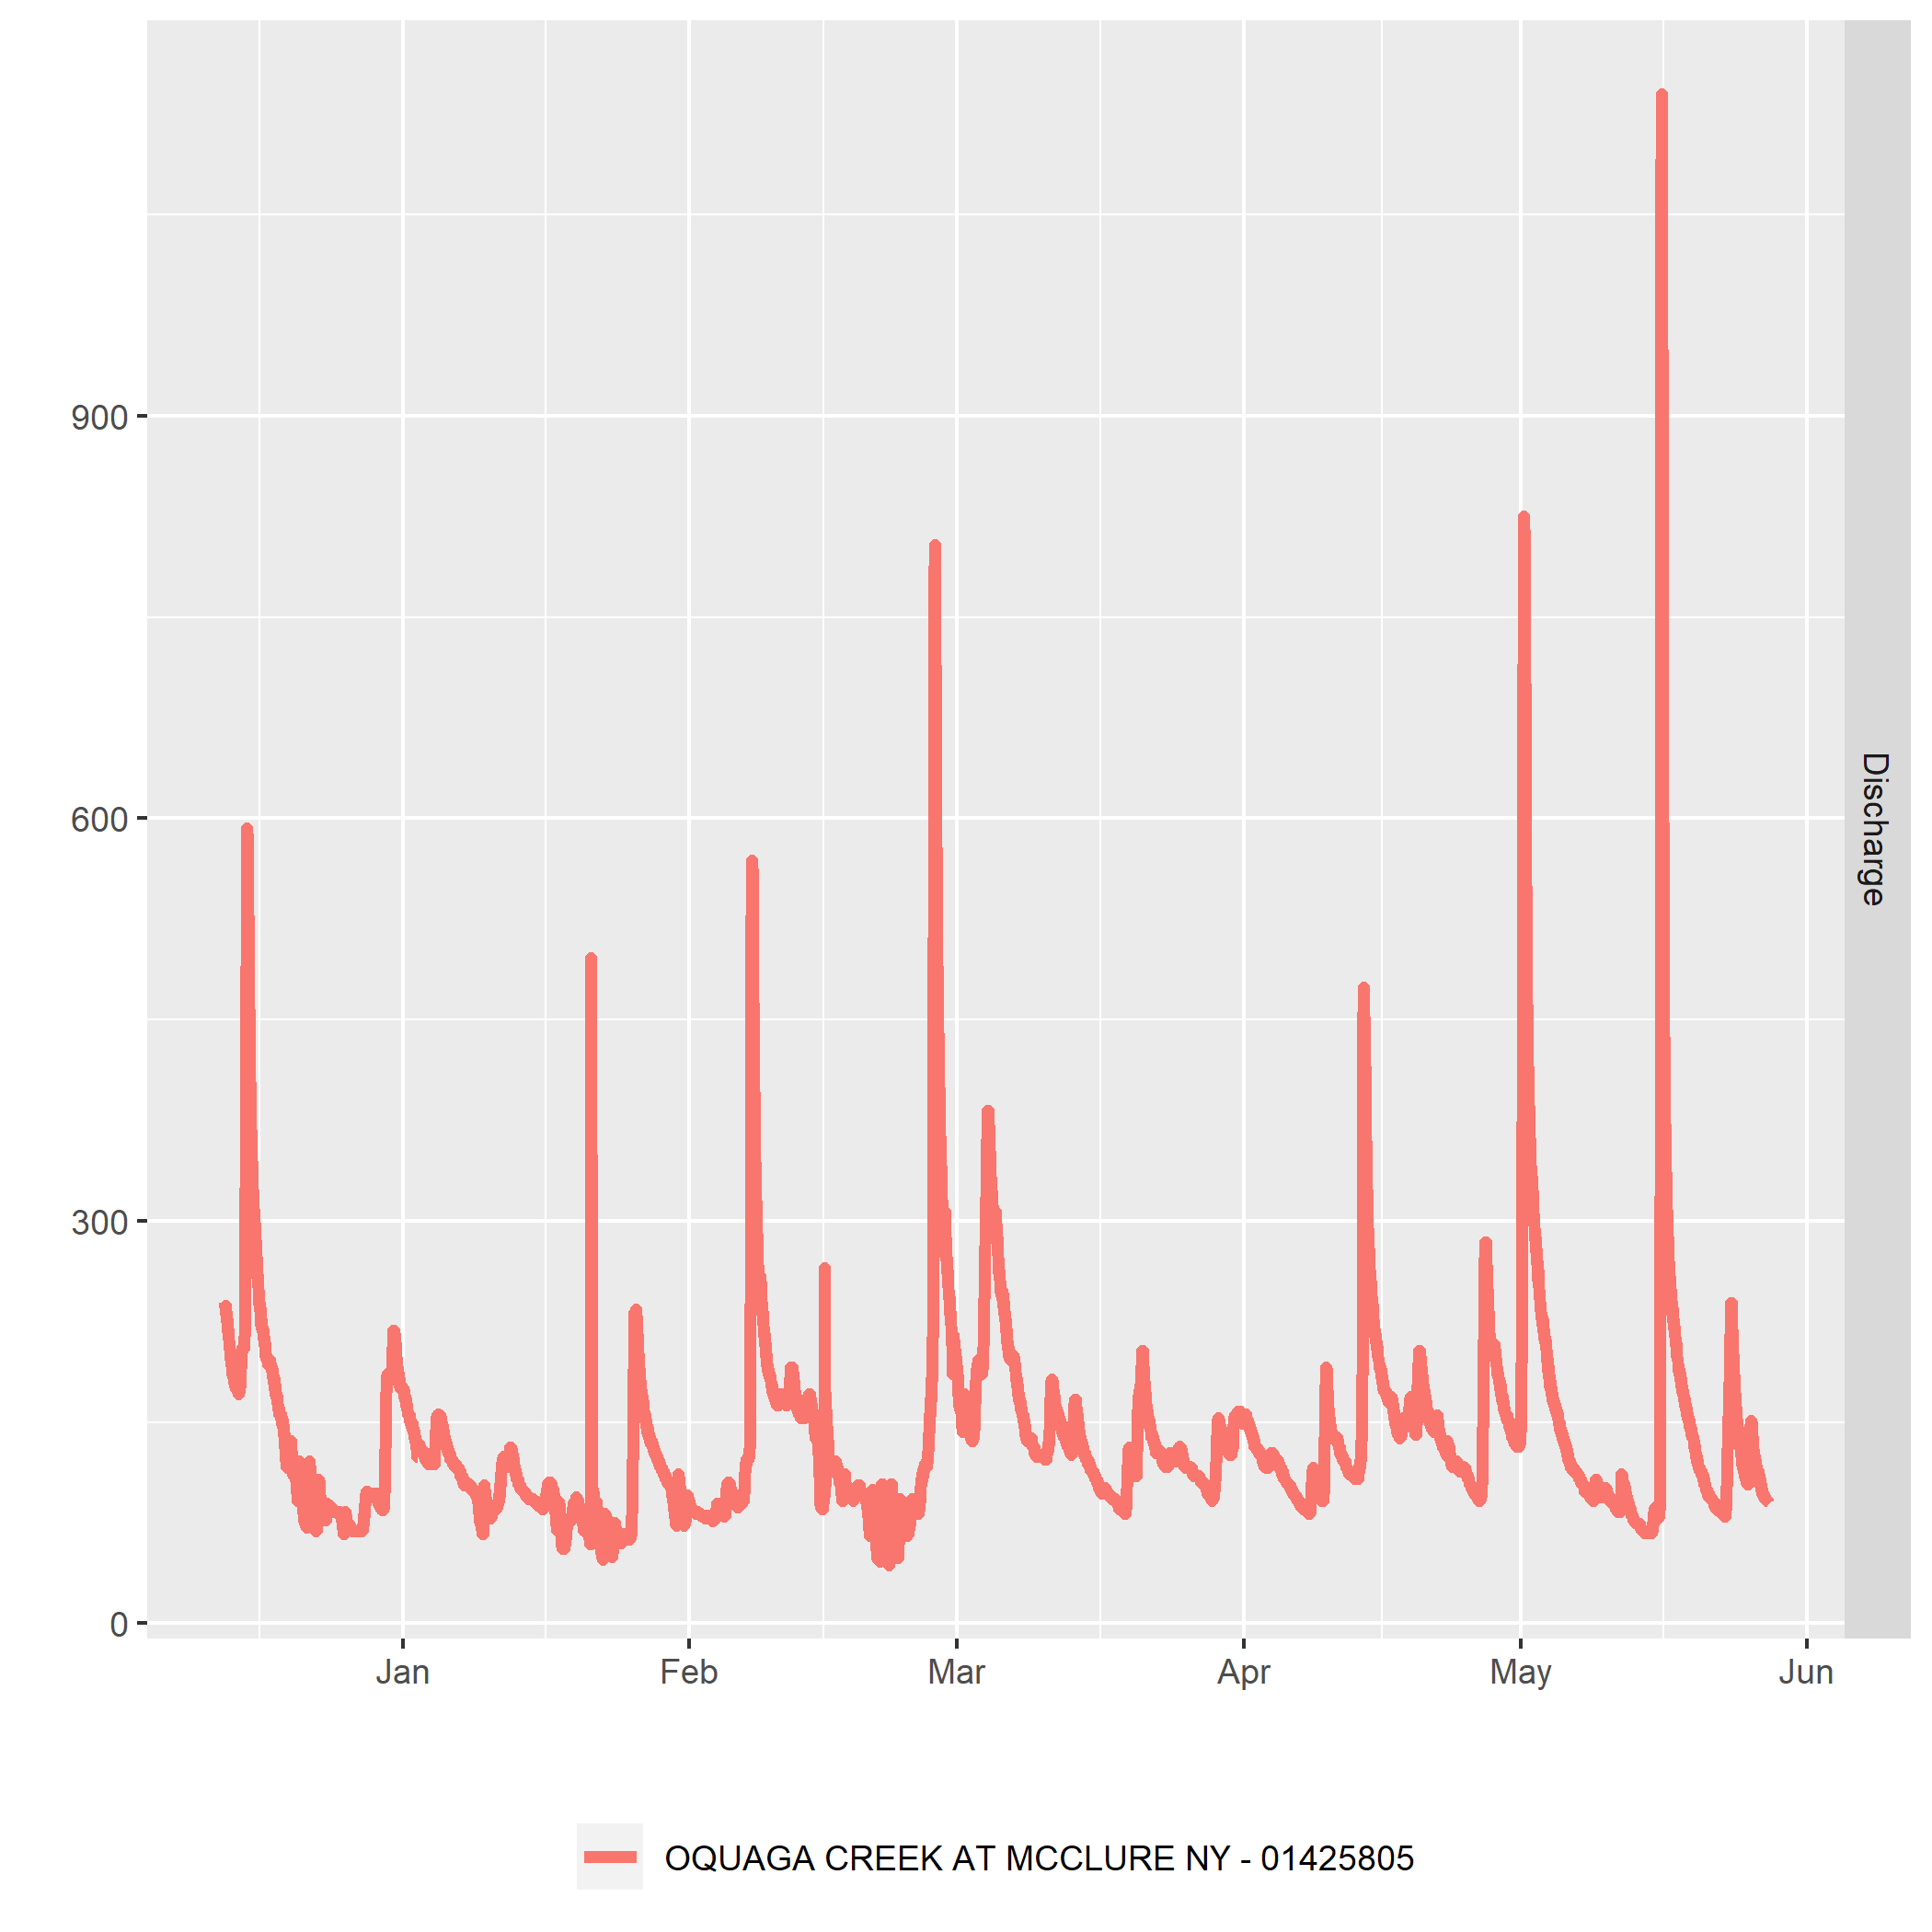 900
600
300
0
Discharge
Jan Feb Mar Apr May Jun
OQUAGA CREEK AT MCCLURE NY - 01425805